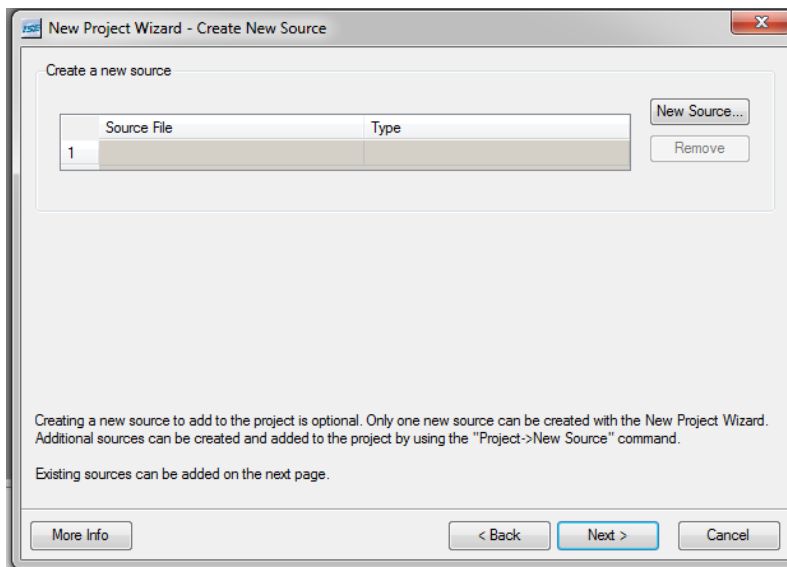 ISE New Project Wizard - Create New Source
Create a new source
Source File Type
1
New Source...
Remove
Creating a new source to add to the project is optional. Only one new source can be created with the New Project Wizard.
Additional sources can be created and added to the project by using the "Project->New Source" command.
Existing sources can be added on the next page.
More Info < Back Next > Cancel